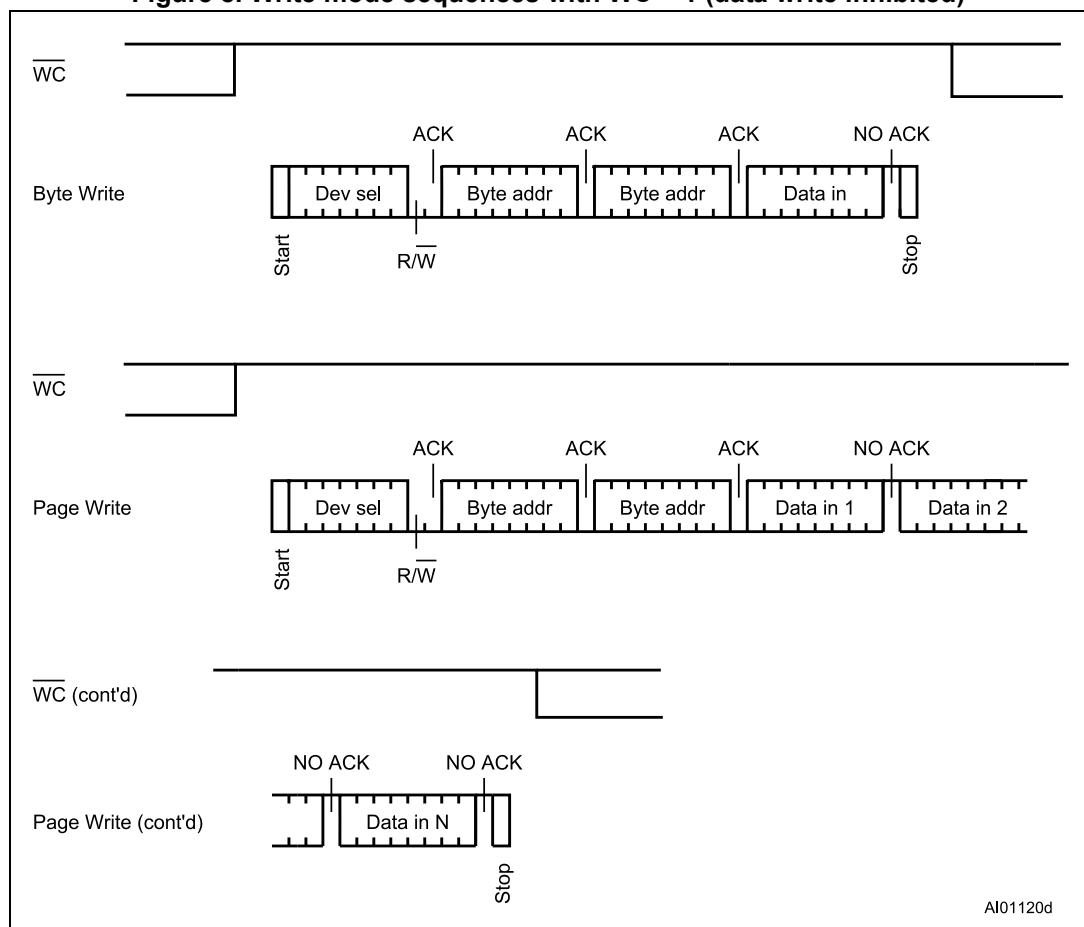 WC
ACK ACK ACK NO ACK
Byte Write Dev sel Byte addr Byte addr Data in
Start R/W Stop
WC
ACK ACK ACK NO ACK
Page Write Dev sel Byte addr Byte addr Data in 1 Data in 2
Start R/W
WC (cont'd)
NO ACK NO ACK
Page Write (cont'd) Data in N
Stop
AI01120d